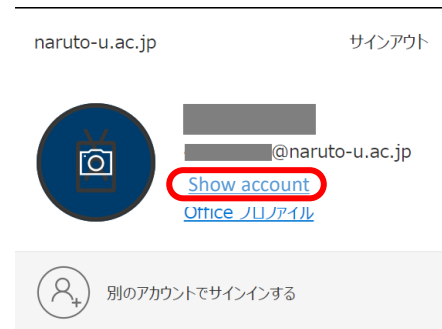 naruto-u.ac.jp サインアウト
@naruto-u.ac.jp
Show account
Office プロファイル
別のアカウントでサインインする